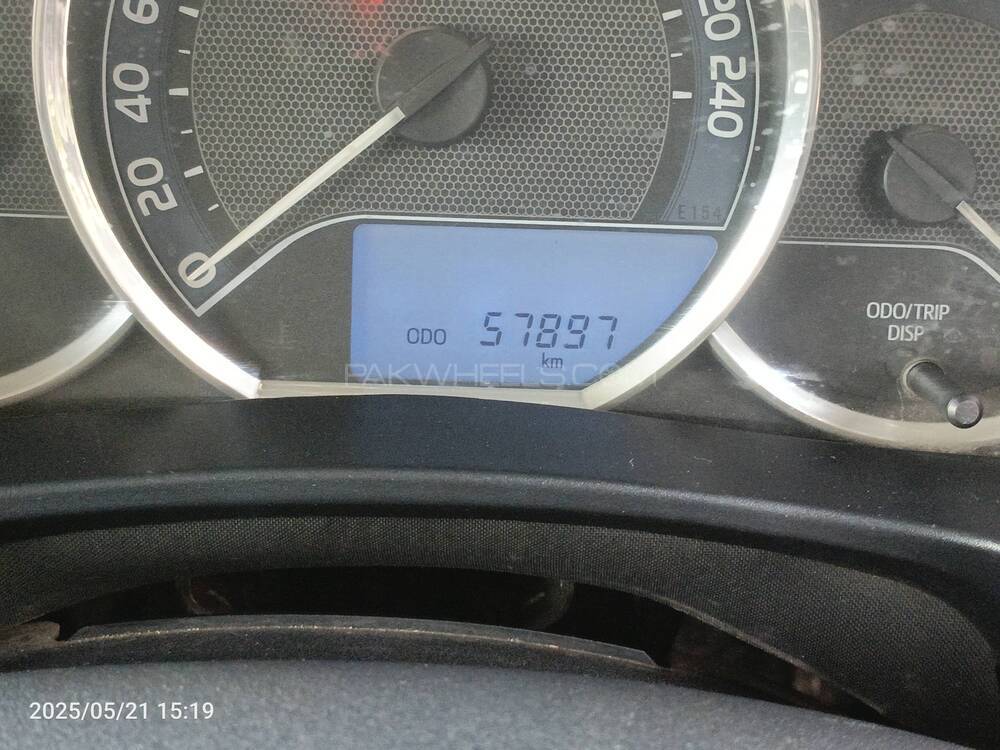 20
40
6
0
20
240
E154
ODO 57897
km
PAKWHEELS.COM
ODO/TRIP
DISP
2025/05/21 15:19